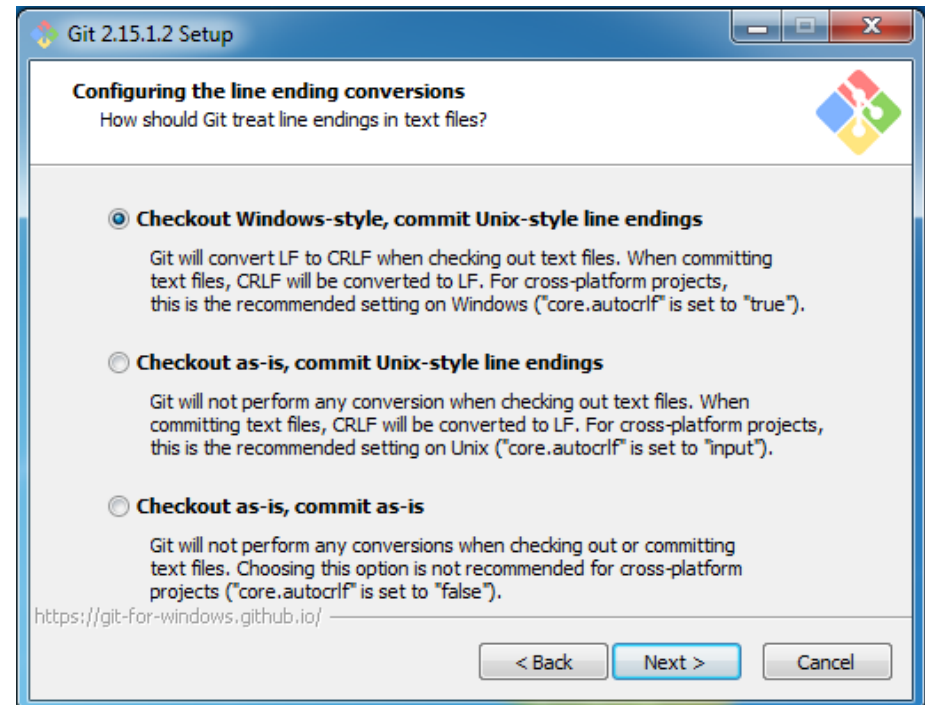 Git 2.15.1.2 Setup
Configuring the line ending conversions
How should Git treat line endings in text files?
Checkout Windows-style, commit Unix-style line endings
Git will convert LF to CRLF when checking out text files. When committing
text files, CRLF will be converted to LF. For cross-platform projects,
this is the recommended setting on Windows ("core.autocrlf" is set to "true").
Checkout as-is, commit Unix-style line endings
Git will not perform any conversion when checking out text files. When
committing text files, CRLF will be converted to LF. For cross-platform projects,
this is the recommended setting on Unix ("core.autocrlf" is set to "input").
Checkout as-is, commit as-is
Git will not perform any conversions when checking out or committing
text files. Choosing this option is not recommended for cross-platform
projects ("core.autocrlf" is set to "false").
https://git-for-windows.github.io/
< Back Next > Cancel